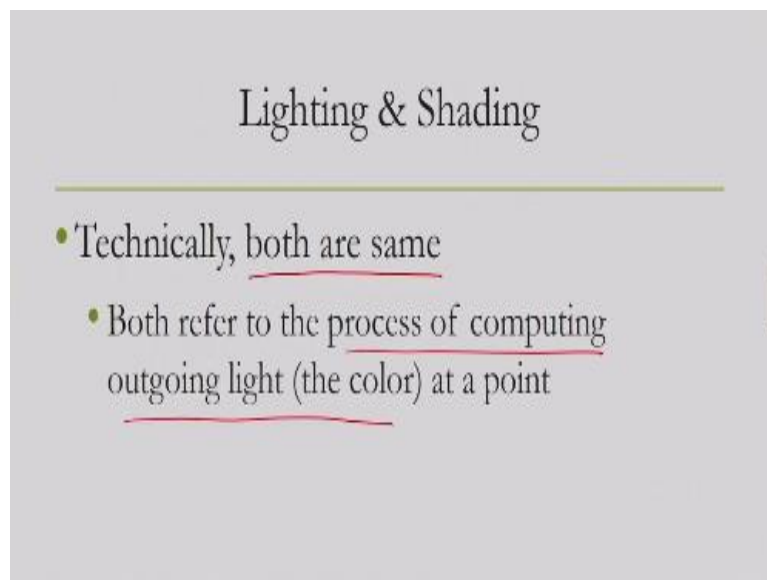 Lighting & Shading
•Technically, both are same
•Both refer to the process of computing
outgoing light (the color) at a point